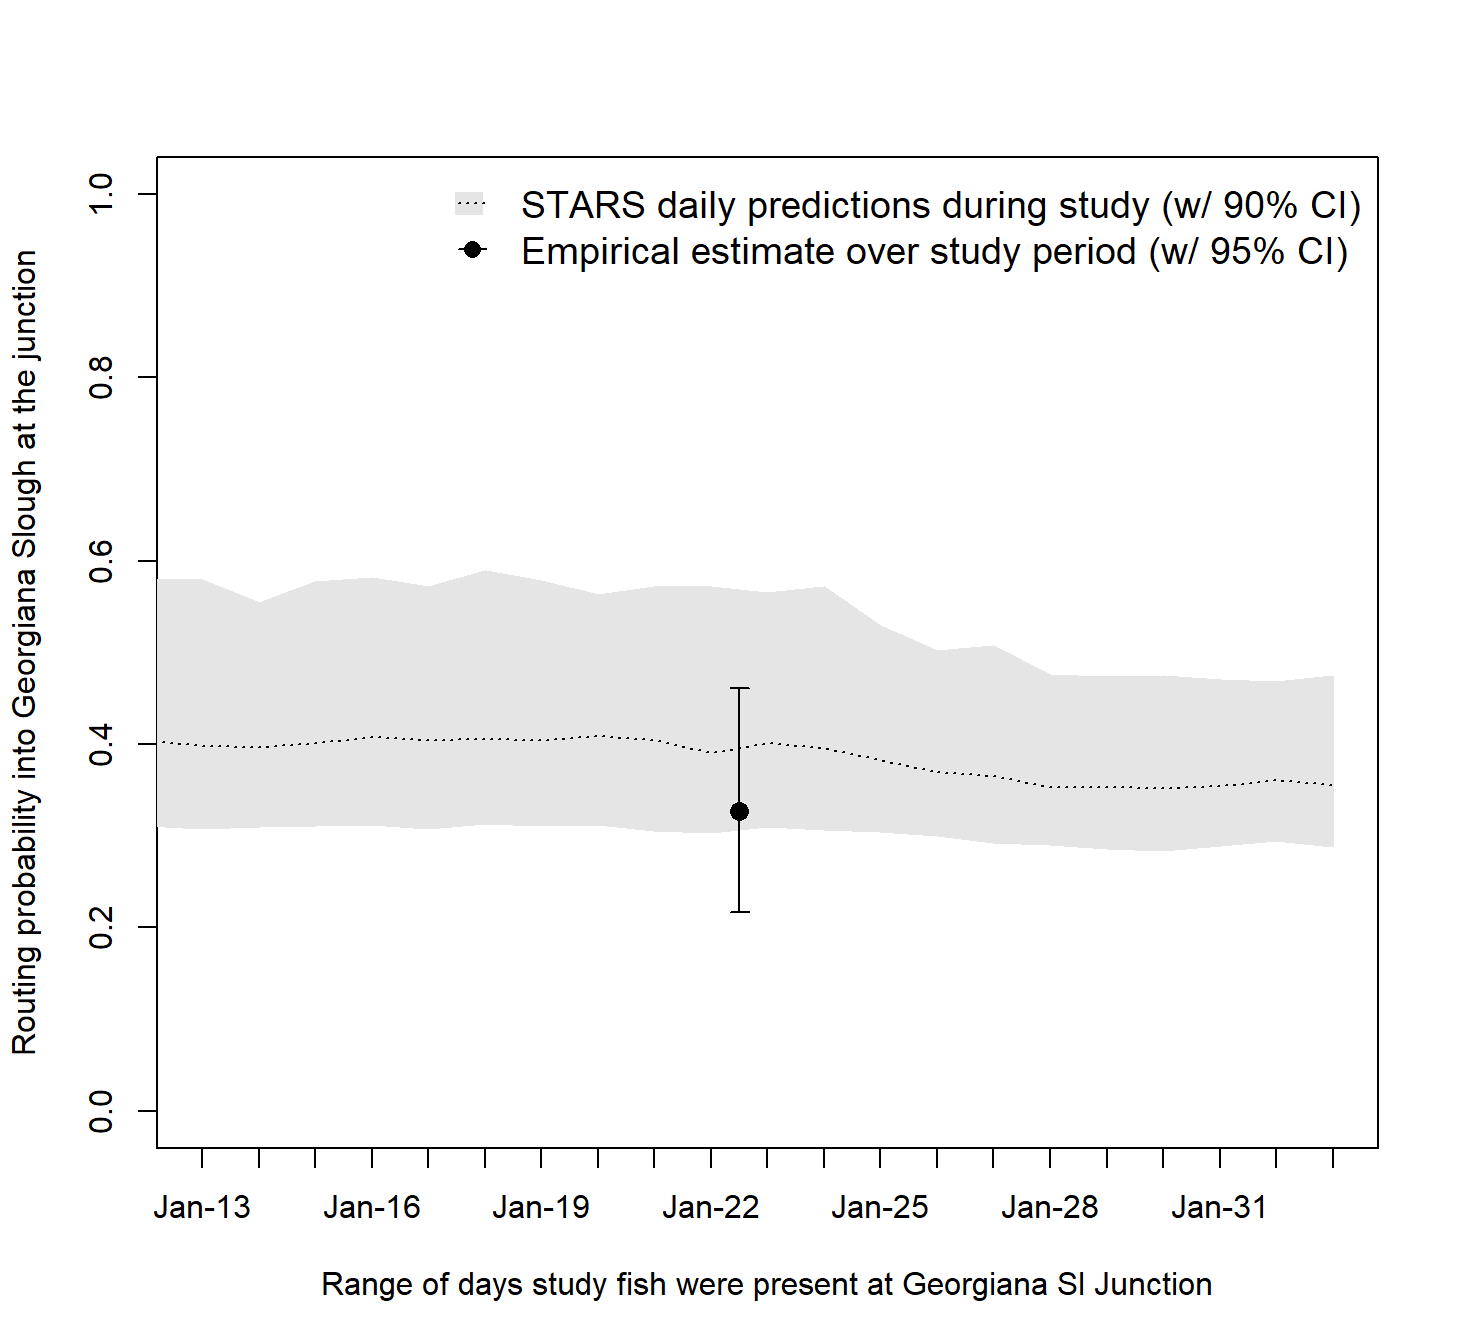 STARS daily predictions during study (w/ 90% CI)
Empirical estimate over study period (w/ 95% CI)
Routing probability into Georgiana Slough at the junction
1.0
0.8
0.6
0.4
0.2
0.0
Jan-13 Jan-16 Jan-19 Jan-22 Jan-25 Jan-28 Jan-31
Range of days study fish were present at Georgiana Sl Junction